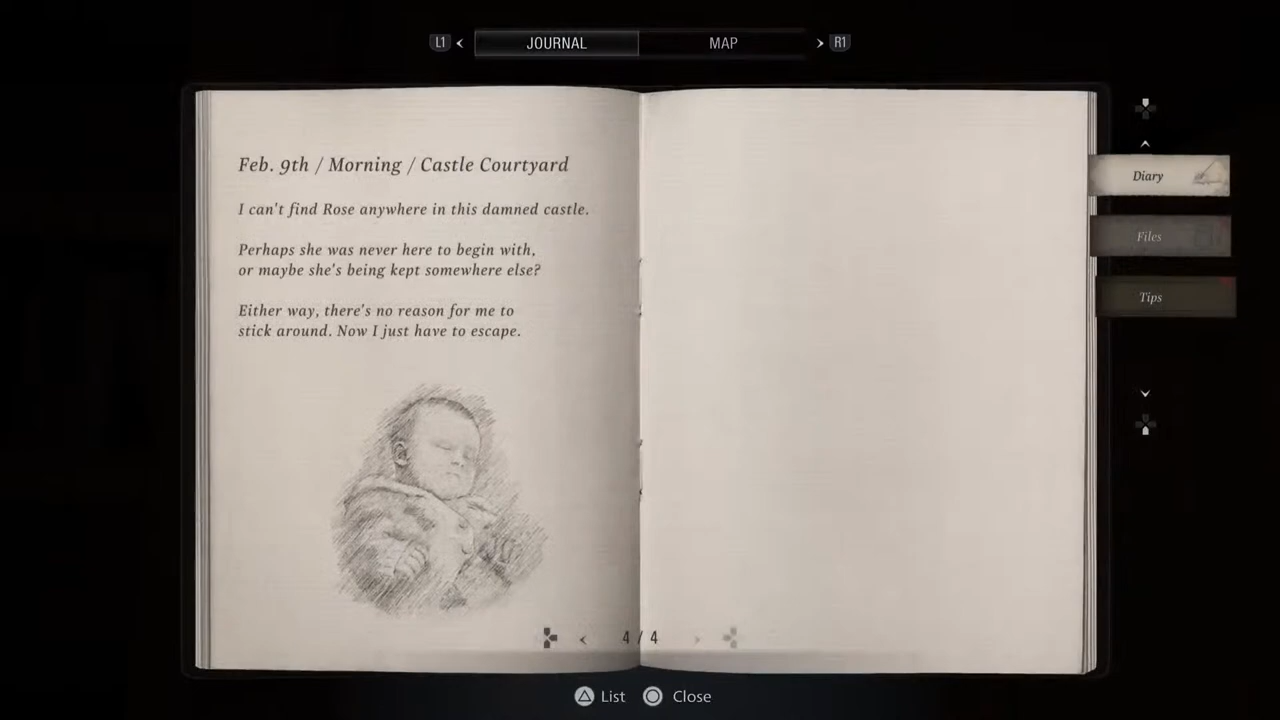 L1 JOURNAL MAP R1
Feb. 9th / Morning / Castle Courtyard
I can't find Rose anywhere in this damned castle.
Perhaps she was never here to begin with,
or maybe she's being kept somewhere else?
Either way, there's no reason for me to
stick around. Now I just have to escape.
Diary
Files
Tips
4 / 4
List Close